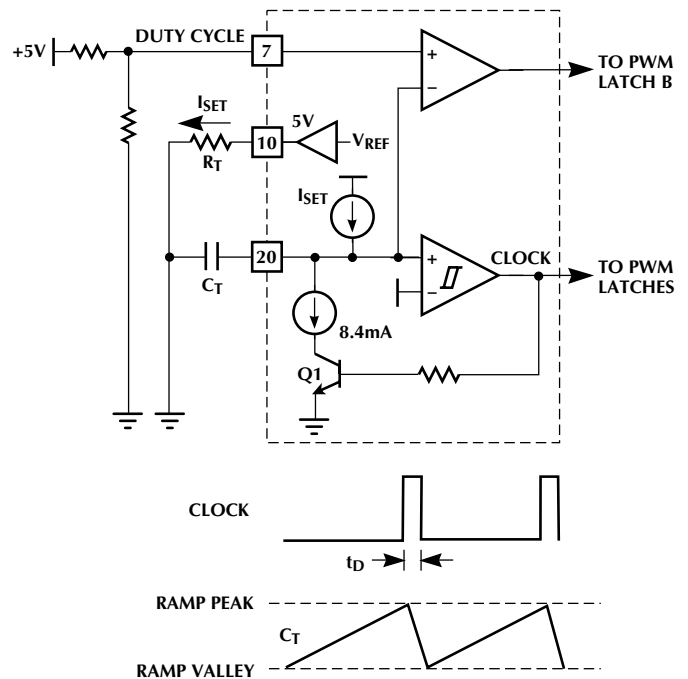 DUTY CYCLE
7
+5V
+
−
TO PWM
LATCH B
ISET
10
5V
VREF
RT
ISET
20
CT
+
−
CLOCK
TO PWM
LATCHES
8.4mA
Q1
CLOCK
tD
RAMP PEAK
CT
RAMP VALLEY